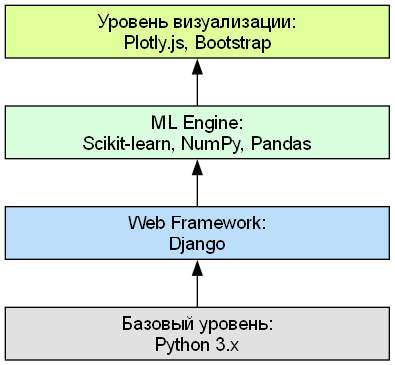 Уровень визуализации:
Plotly.js, Bootstrap
ML Engine:
Scikit-learn, NumPy, Pandas
Web Framework:
Django
Базовый уровень:
Python 3.x